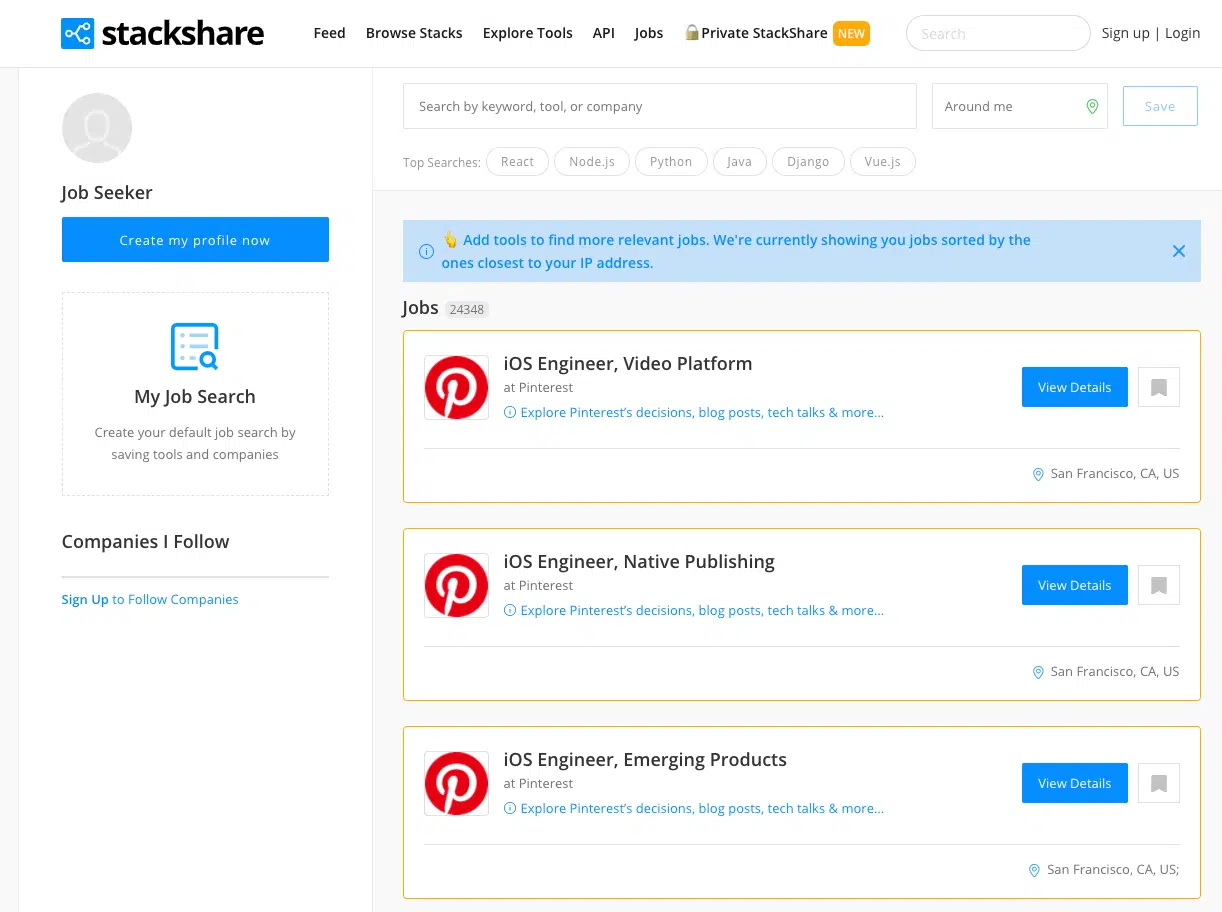 stackshare
Feed Browse Stacks Explore Tools API Jobs Private StackShare NEW
Search
Sign up | Login
Job Seeker
Create my profile now
My Job Search
Create your default job search by
saving tools and companies
Companies I Follow
Sign Up to Follow Companies
Search by keyword, tool, or company
Around me
Save
Top Searches: React Node.js Python Java Django Vue.js
Add tools to find more relevant jobs. We're currently showing you jobs sorted by the
ones closest to your IP address.
Jobs 24348
iOS Engineer, Video Platform
at Pinterest
Explore Pinterest's decisions, blog posts, tech talks & more...
View Details
San Francisco, CA, US
iOS Engineer, Native Publishing
at Pinterest
Explore Pinterest's decisions, blog posts, tech talks & more...
View Details
San Francisco, CA, US
iOS Engineer, Emerging Products
at Pinterest
Explore Pinterest's decisions, blog posts, tech talks & more...
View Details
San Francisco, CA, US;